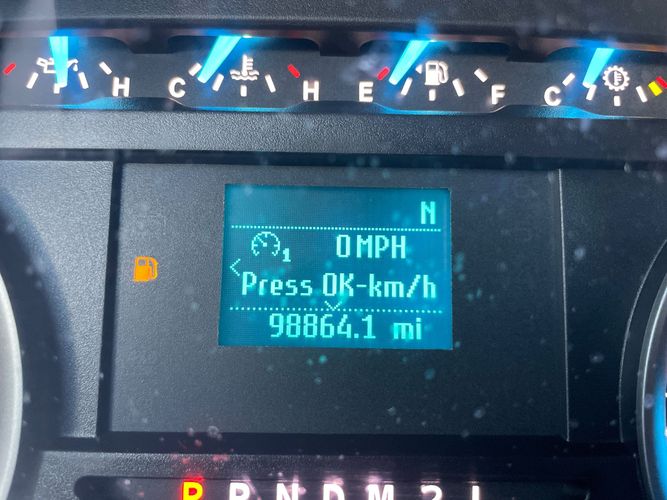 H C H E F C
N
0 MPH
1
Press OK-km/h
98864.1 mi
P R N D M 2 1